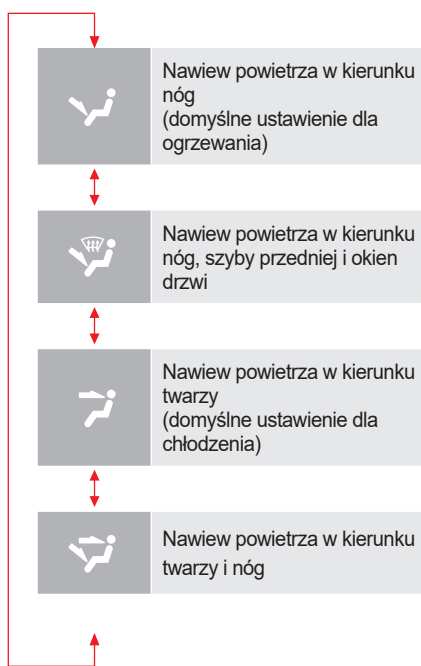 Nawiew powietrza w kierunku
nóg
(domyślne ustawienie dla
ogrzewania)
Nawiew powietrza w kierunku
nóg, szyby przedniej i okien
drzwi
Nawiew powietrza w kierunku
twarzy
(domyślne ustawienie dla
chłodzenia)
Nawiew powietrza w kierunku
twarzy i nóg